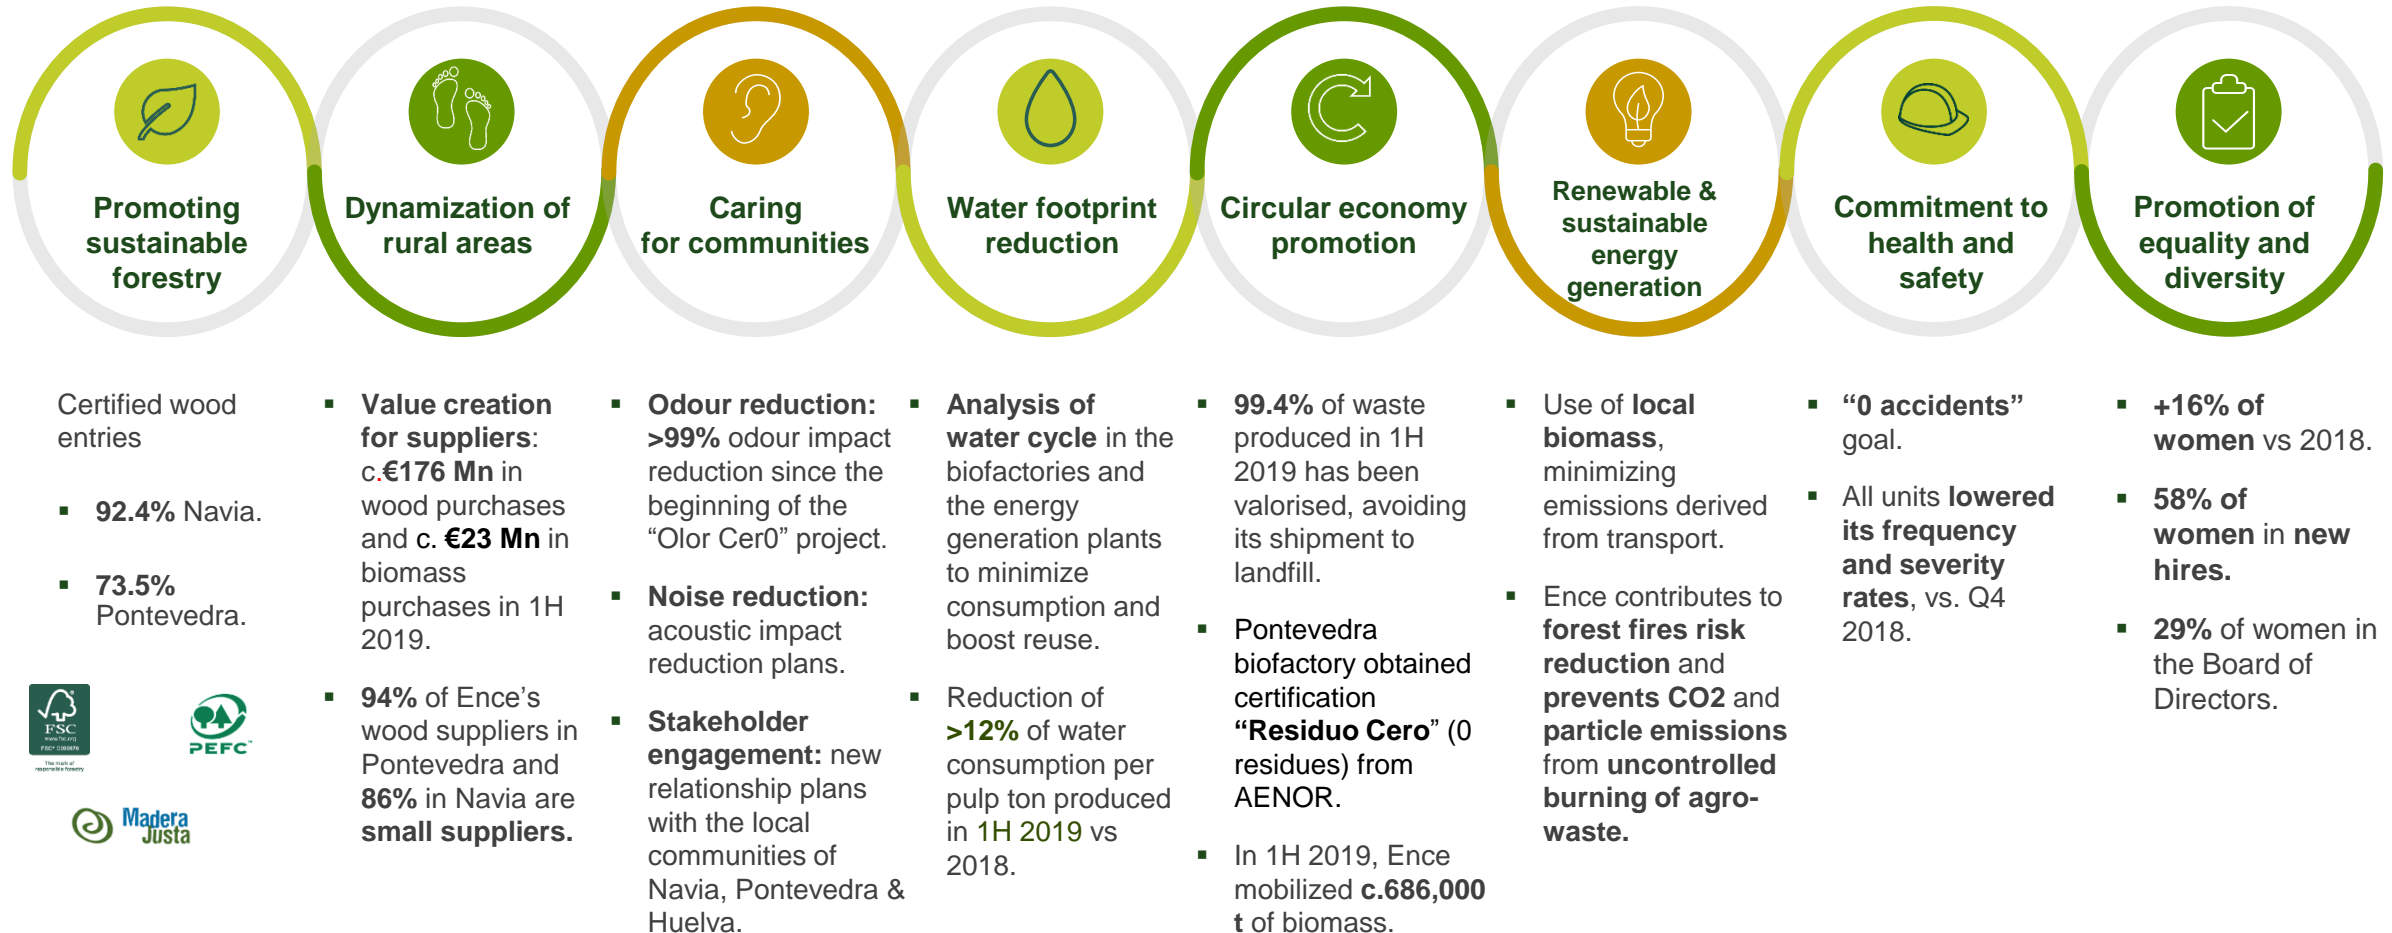 Promoting
sustainable
forestry
Dynamization of
rural areas
Caring
for communities
Water footprint
reduction
Circular economy
promotion
Renewable &
sustainable
energy
generation
Commitment to
health and
safety
Promotion of
equality and
diversity
Certified wood
entries
▪ 92.4% Navia.
▪ 73.5%
Pontevedra.
FSC
www.fsc.org
The mark of
responsible forestry
PEFC™
Madera
Justa
▪ Value creation
for suppliers:
c.€176 Mn in
wood purchases
and c. €23 Mn in
biomass
purchases in 1H
2019.
▪ 94% of Ence’s
wood suppliers in
Pontevedra and
86% in Navia are
small suppliers.
▪ Odour reduction:
>99% odour impact
reduction since the
beginning of the
“Olor Cer0” project.
▪ Noise reduction:
acoustic impact
reduction plans.
▪ Stakeholder
engagement: new
relationship plans
with the local
communities of
Navia, Pontevedra &
Huelva.
▪ Analysis of
water cycle in the
biofactories and
the energy
generation plants
to minimize
consumption and
boost reuse.
▪ Reduction of
>12% of water
consumption per
pulp ton produced
in 1H 2019 vs
2018.
▪ 99.4% of waste
produced in 1H
2019 has been
valorised, avoiding
its shipment to
landfill.
▪ Pontevedra
biofactory obtained
certification
“Residuo Cero” (0
residues) from
AENOR.
▪ In 1H 2019, Ence
mobilized c.686,000
t of biomass.
▪ Use of local
biomass,
minimizing
emissions derived
from transport.
▪ Ence contributes to
forest fires risk
reduction and
prevents CO2 and
particle emissions
from uncontrolled
burning of agro-
waste.
▪ “0 accidents”
goal.
▪ All units lowered
its frequency
and severity
rates, vs. Q4
2018.
▪ +16% of
women vs 2018.
▪ 58% of
women in new
hires.
▪ 29% of women in
the Board of
Directors.